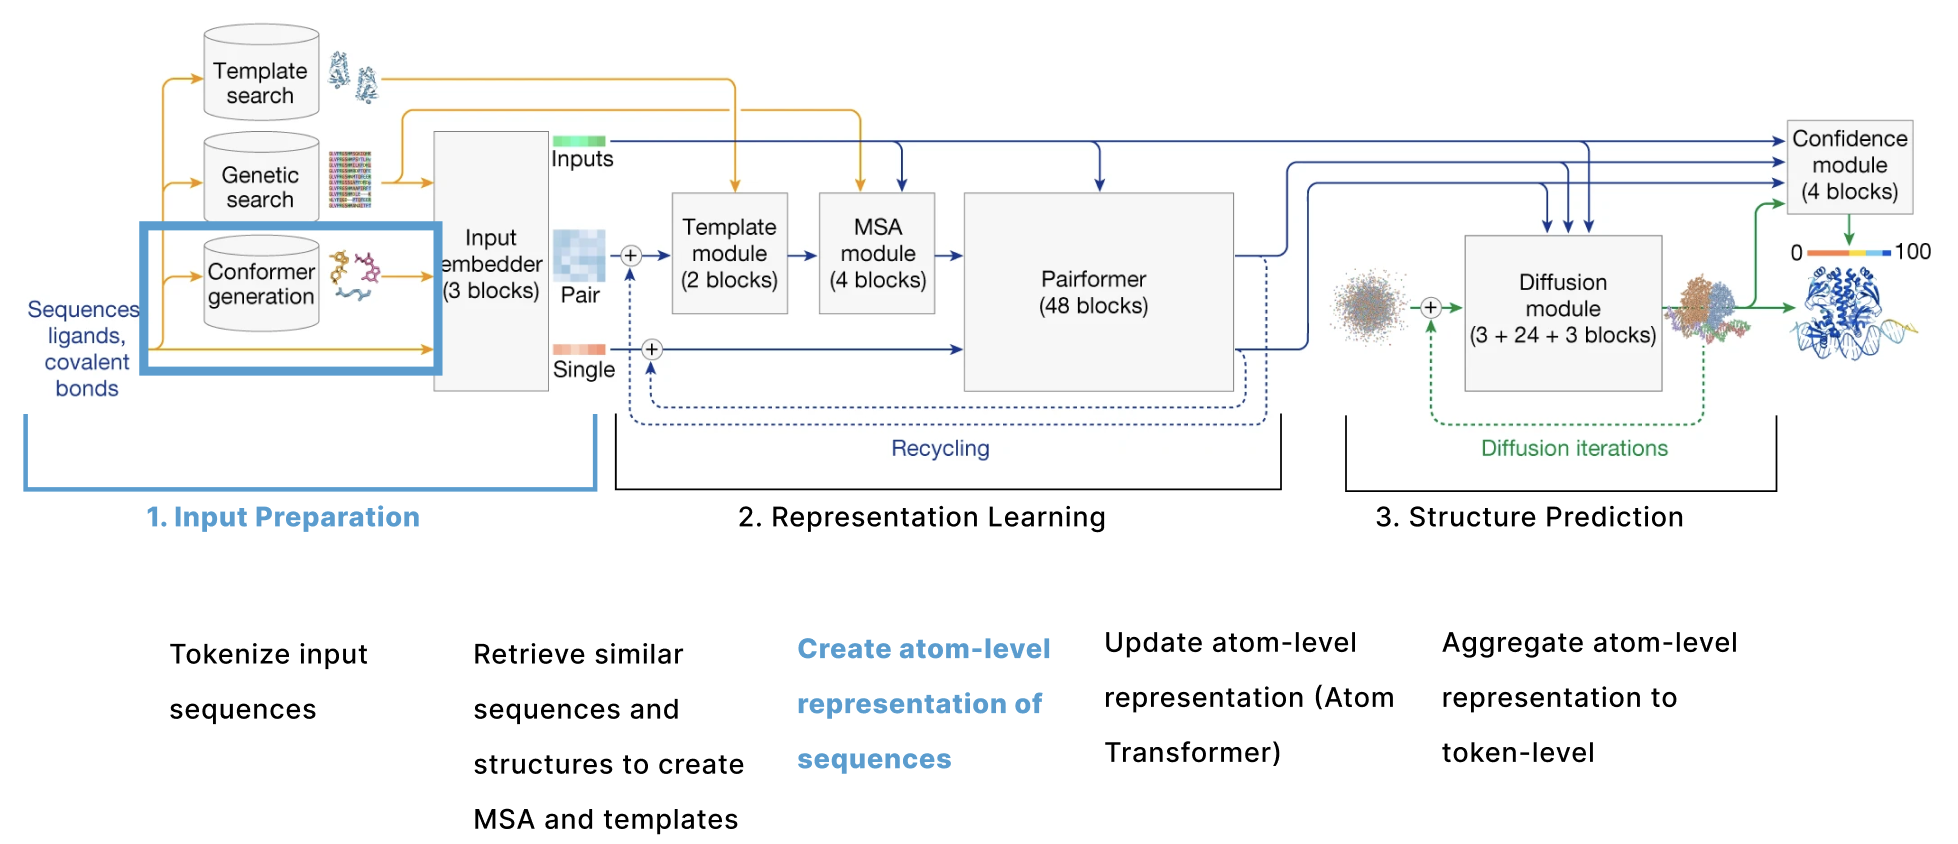 Template
search
Genetic
search
Conformer
generation
Sequences
ligands,
covalent
bonds
Input
embedder
(3 blocks)
Inputs
Pair
Single
Template
module
(2 blocks)
MSA
module
(4 blocks)
Pairformer
(48 blocks)
Recycling
Diffusion
module
(3 + 24 + 3 blocks)
Diffusion iterations
Confidence
module
(4 blocks)
0 100
1. Input Preparation
2. Representation Learning
3. Structure Prediction
Tokenize input
sequences
Retrieve similar
sequences and
structures to create
MSA and templates
Create atom-level
representation of
sequences
Update atom-level
representation (Atom
Transformer)
Aggregate atom-level
representation to
token-level